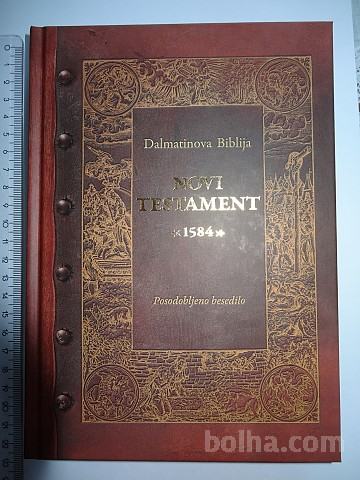 Dalmatinova Biblija
NOVI
TESTAMENT
1584
Posodobljeno besedilo
bolha.com